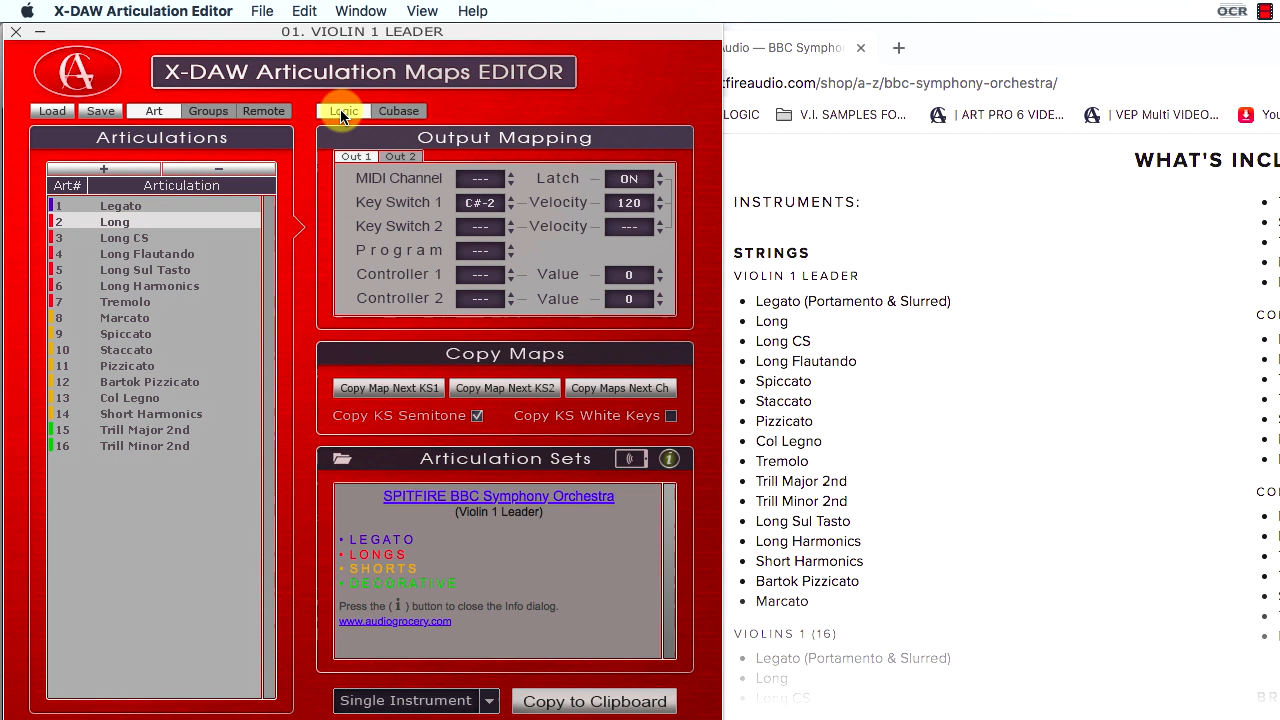 X-DAW Articulation Editor File Edit Window View Help OCR
01. VIOLIN 1 LEADER
X-DAW Articulation Maps EDITOR
Load Save Art Groups Remote Logic Cubase
Articulations
+ −
Art# Articulation
1 Legato
2 Long
3 Long CS
4 Long Flautando
5 Long Sul Tasto
6 Long Harmonics
7 Tremolo
8 Marcato
9 Spiccato
10 Staccato
11 Pizzicato
12 Bartok Pizzicato
13 Col Legno
14 Short Harmonics
15 Trill Major 2nd
16 Trill Minor 2nd
Output Mapping
Out 1 Out 2
MIDI Channel --- Latch ON
Key Switch 1 C#-2 Velocity 120
Key Switch 2 --- Velocity ---
Program ---
Controller 1 --- Value 0
Controller 2 --- Value 0
Copy Maps
Copy Map Next KS1 Copy Map Next KS2 Copy Maps Next Ch
Copy KS Semitone Copy KS White Keys
Articulation Sets
SPITFIRE BBC Symphony Orchestra
(Violin 1 Leader)
• LEGATO
• LONGS
• SHORTS
• DECORATIVE
Press the ( i ) button to close the Info dialog.
www.audiogrocery.com
Single Instrument Copy to Clipboard
Audio — BBC Sympho
tfireaudio.com/shop/a-z/bbc-symphony-orchestra/
LOGIC V.I. SAMPLES FO... | ART PRO 6 VIDE... | VEP Multi VIDEO... You
WHAT'S INCL
INSTRUMENTS:
STRINGS
VIOLIN 1 LEADER
• Legato (Portamento & Slurred)
• Long
• Long CS
• Long Flautando
• Spiccato
• Staccato
• Pizzicato
• Col Legno
• Tremolo
• Trill Major 2nd
• Trill Minor 2nd
• Long Sul Tasto
• Long Harmonics
• Short Harmonics
• Bartok Pizzicato
• Marcato
VIOLINS 1 (16)
• Legato (Portamento & Slurred)
• Long
• Long CS
CO
CO
BR